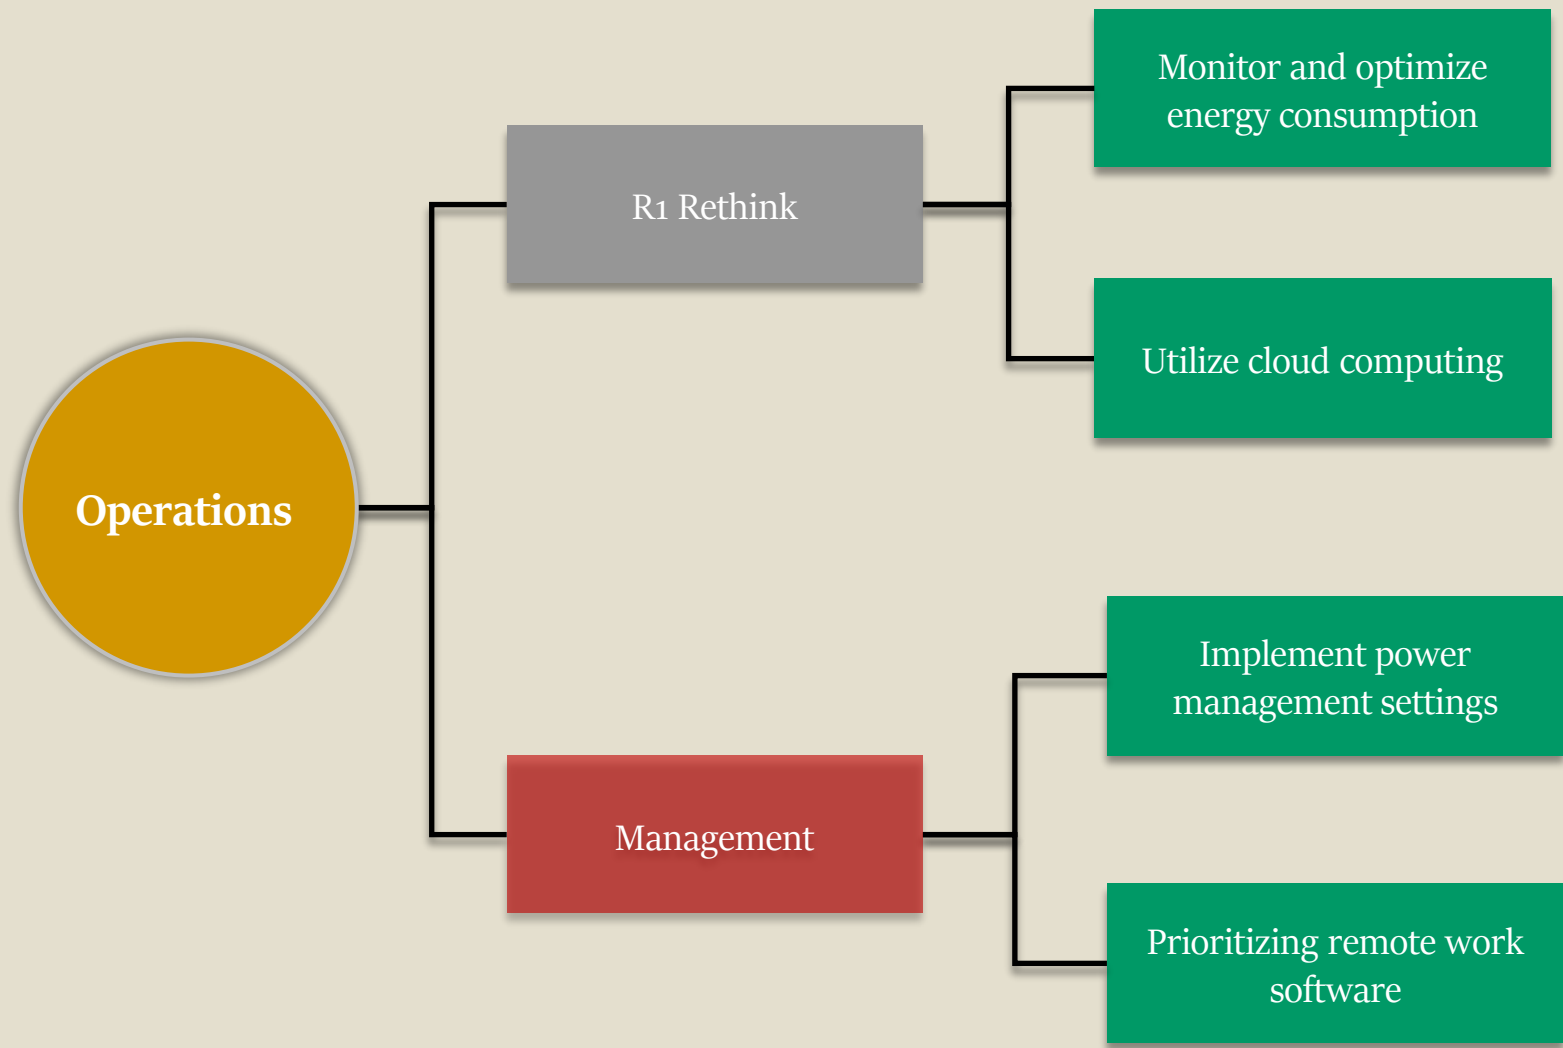 Monitor and optimize
energy consumption
R1 Rethink
Utilize cloud computing
Operations
Implement power
management settings
Management
Prioritizing remote work
software